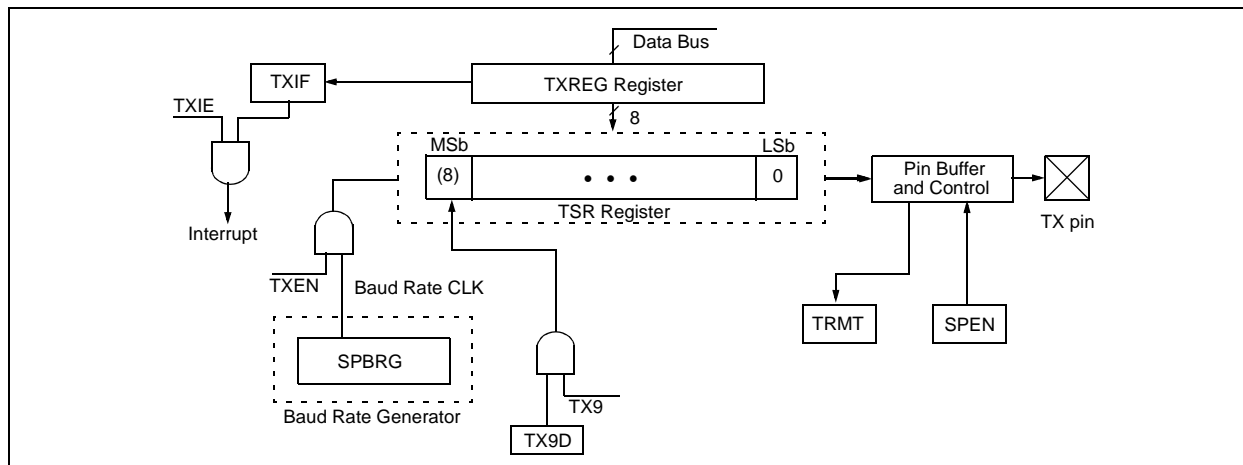 Data Bus
TXIF
TXREG Register
TXIE
8
MSb
LSb
(8)
• • •
0
Pin Buffer
and Control
TSR Register
Interrupt
TX pin
TXEN
Baud Rate CLK
TRMT
SPEN
SPBRG
TX9
Baud Rate Generator
TX9D